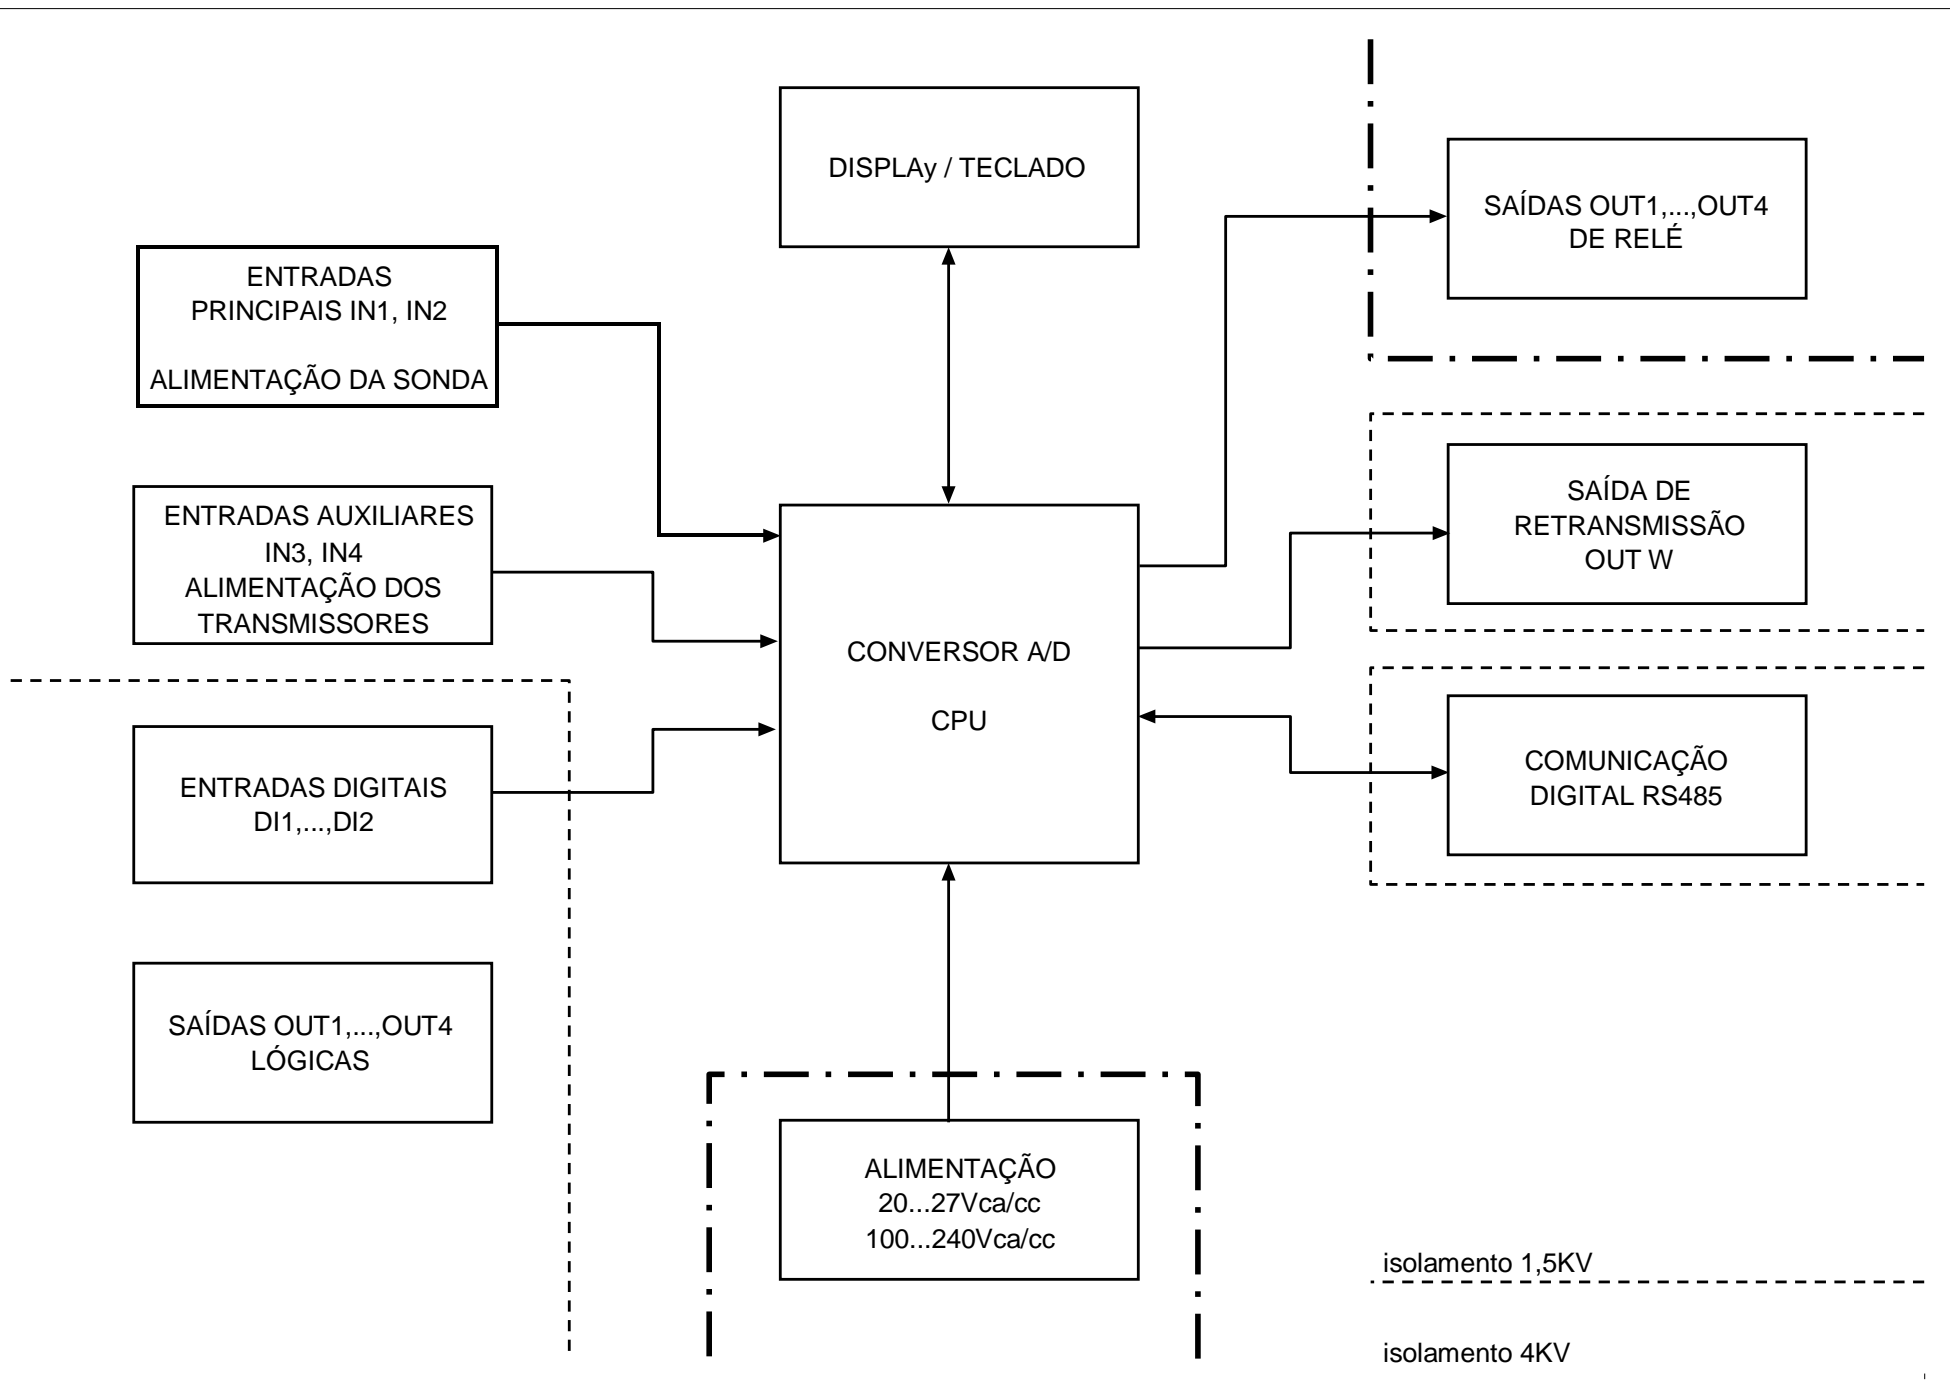 DISPLAy / TECLADO
SAÍDAS OUT1,...,OUT4
DE RELÉ
ENTRADAS
PRINCIPAIS IN1, IN2
ALIMENTAÇÃO DA SONDA
ENTRADAS AUXILIARES
IN3, IN4
ALIMENTAÇÃO DOS
TRANSMISSORES
SAÍDA DE
RETRANSMISSÃO
OUT W
CONVERSOR A/D
CPU
ENTRADAS DIGITAIS
DI1,...,DI2
COMUNICAÇÃO
DIGITAL RS485
SAÍDAS OUT1,...,OUT4
LÓGICAS
ALIMENTAÇÃO
20...27Vca/cc
100...240Vca/cc
isolamento 1,5KV
isolamento 4KV